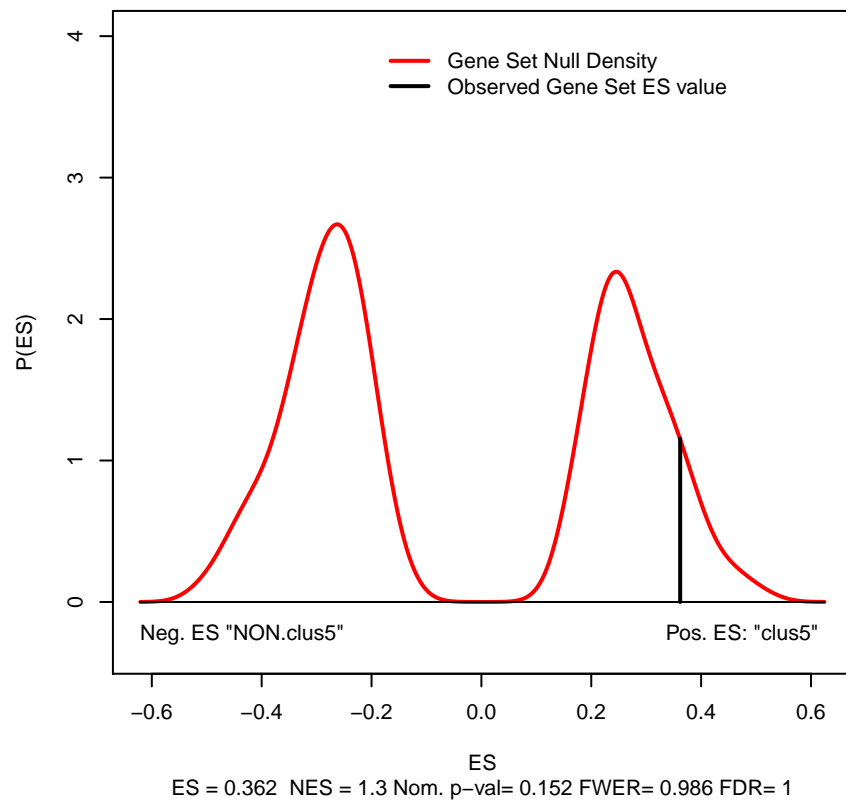 Gene Set Null Density
Observed Gene Set ES value
4
3
2
1
0
P(ES)
Neg. ES "NON.clus5" Pos. ES: "clus5"
−0.6 −0.4 −0.2 0.0 0.2 0.4 0.6
ES
ES = 0.362 NES = 1.3 Nom. p−val= 0.152 FWER= 0.986 FDR= 1